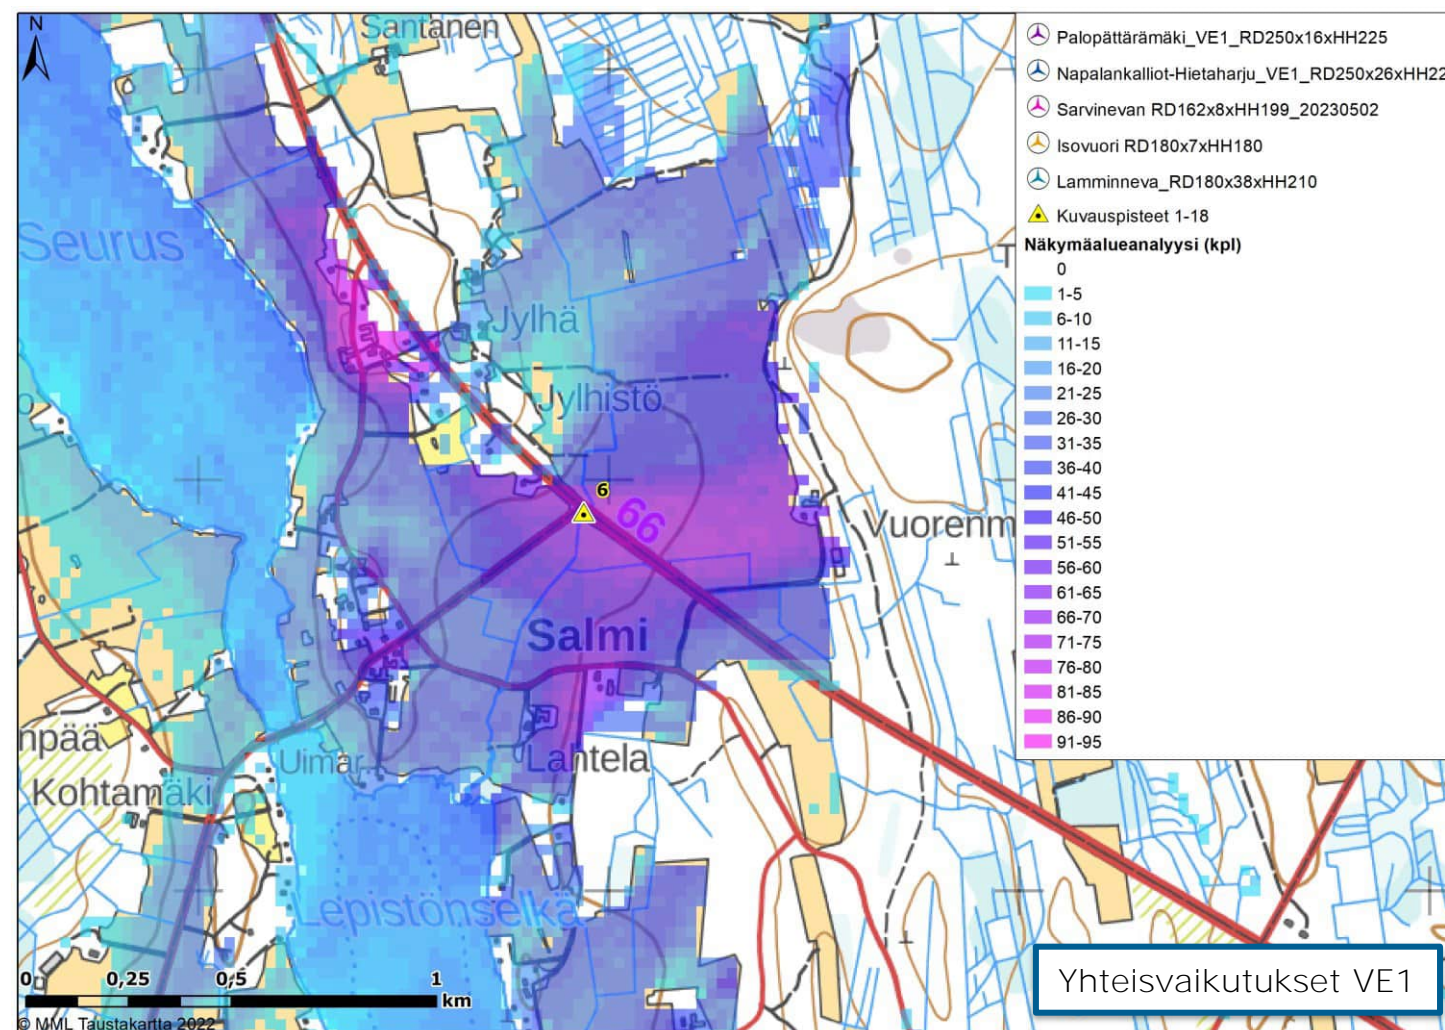 N
Santanen
Seurus
Jylhä
Jylhistö
6
66
Vuorenm
Salmi
Lahtela
npää
Uimar
Kohtamäki
Lepistönselkä
0 0,25 0,5 1
km
© MML Taustakartta 2022
Palopättärämäki_VE1_RD250x16xHH225
Napalankalliot-Hietaharju_VE1_RD250x26xHH22
Sarvinevan RD162x8xHH199_20230502
Isovuori RD180x7xHH180
Lamminneva_RD180x38xHH210
Kuvauspisteet 1-18
Näkymäalueanalyysi (kpl)
0
1-5
6-10
11-15
16-20
21-25
26-30
31-35
36-40
41-45
46-50
51-55
56-60
61-65
66-70
71-75
76-80
81-85
86-90
91-95
Yhteisvaikutukset VE1